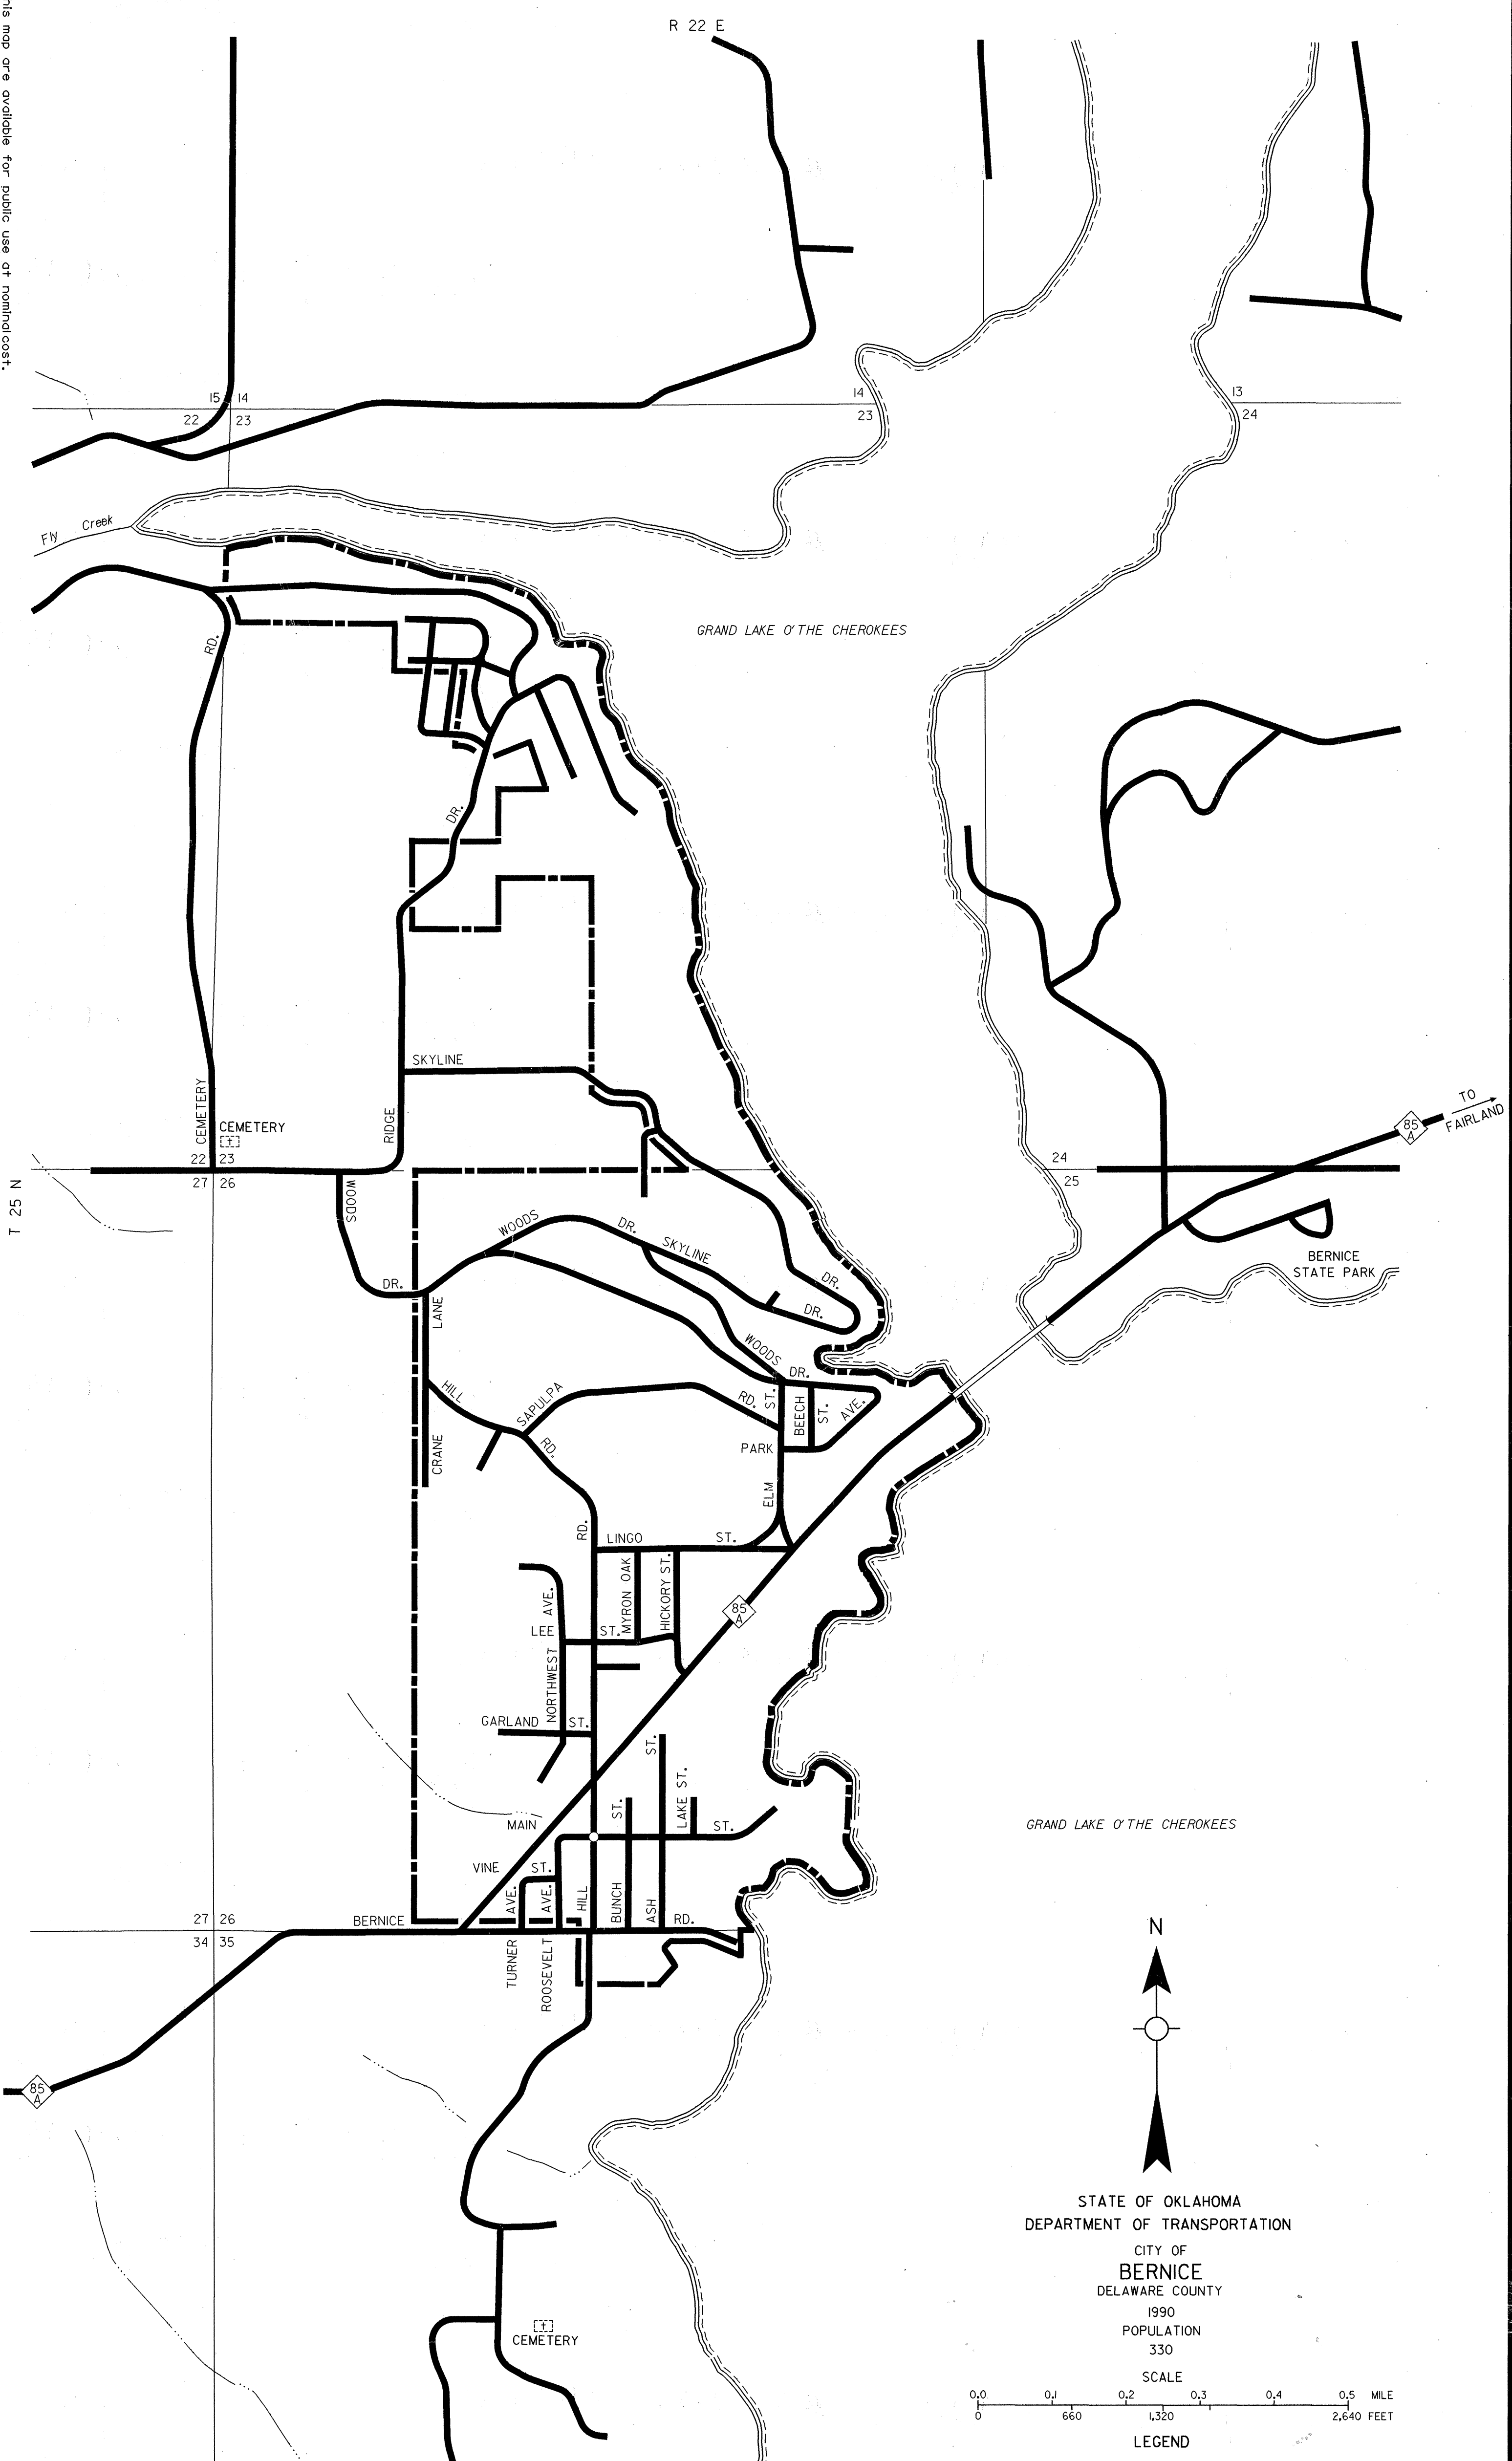 R 22 E
his map are available for public use at nominal cost.
15 14
22 23
14
23
13
24
Fly Creek
GRAND LAKE O' THE CHEROKEES
RD.
DR.
SKYLINE
CEMETERY
CEMETERY
RIDGE
22 23
27 26
T 25 N
WOODS
24
25
85
A
TO
FAIRLAND
BERNICE
STATE PARK
WOODS
DR.
SKYLINE
DR.
DR.
DR.
LANE
WOODS
DR.
HILL
SAPULPA
RD.
ST.
BEECH
ST.
AVE.
CRANE
RD.
PARK
ELM
RD.
LINGO ST.
MYRON OAK
HICKORY ST.
AVE.
LEE ST.
85
A
NORTHWEST
GARLAND ST.
ST.
LAKE ST.
ST.
MAIN
ST.
GRAND LAKE O' THE CHEROKEES
VINE ST.
AVE.
AVE.
HILL
BUNCH
ASH
27 26
34 35
BERNICE
RD.
TURNER
ROOSEVELT
85
A
N
CEMETERY
STATE OF OKLAHOMA
DEPARTMENT OF TRANSPORTATION
CITY OF
BERNICE
DELAWARE COUNTY
1990
POPULATION
330
SCALE
0.0 0.1 0.2 0.3 0.4 0.5 MILE
0 660 1,320 2,640 FEET
LEGEND